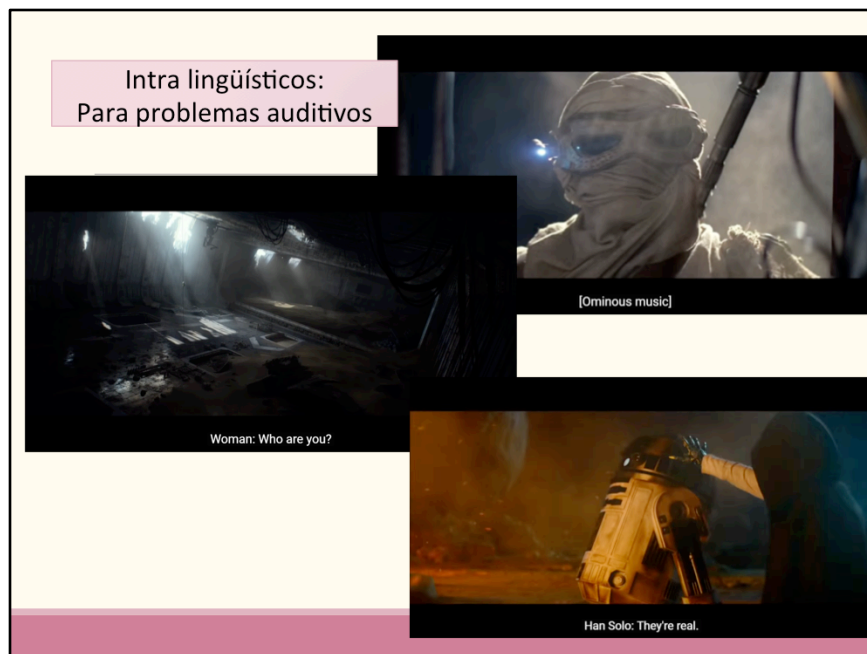 Intra lingüísticos:
Para problemas auditivos
[Ominous music]
Woman: Who are you?
Han Solo: They're real.